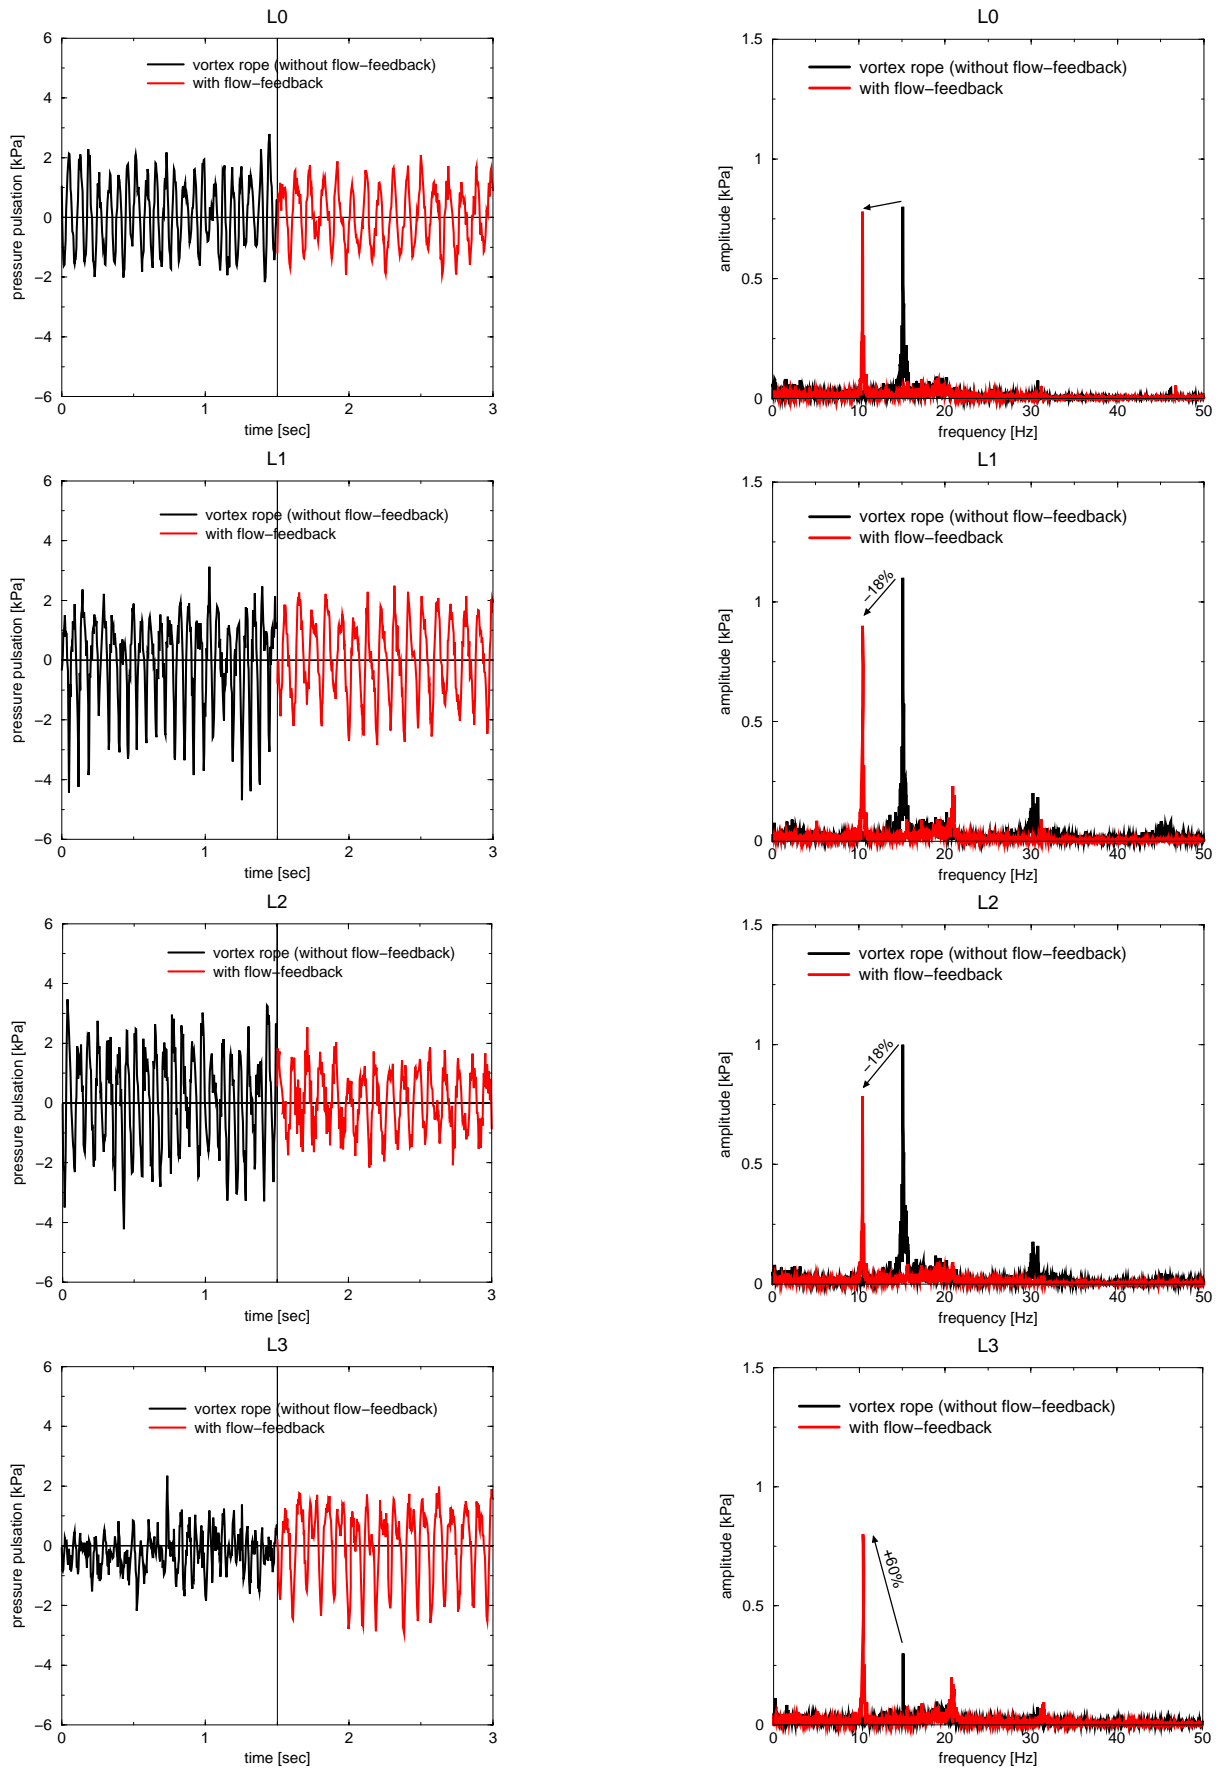 L0
6
4
2
0
−2
−4
−6
pressure pulsation [kPa]
vortex rope (without flow−feedback)
with flow−feedback
0
1
2
3
time [sec]
L0
1.5
1
0.5
0
amplitude [kPa]
vortex rope (without flow−feedback)
with flow−feedback
0
10
20
30
40
50
frequency [Hz]
L1
6
4
2
0
−2
−4
−6
pressure pulsation [kPa]
vortex rope (without flow−feedback)
with flow−feedback
0
1
2
3
time [sec]
L1
1.5
1
0.5
0
amplitude [kPa]
vortex rope (without flow−feedback)
with flow−feedback
−18%
0
10
20
30
40
50
frequency [Hz]
L2
6
4
2
0
−2
−4
−6
pressure pulsation [kPa]
vortex rope (without flow−feedback)
with flow−feedback
0
1
2
3
time [sec]
L2
1.5
1
0.5
0
amplitude [kPa]
vortex rope (without flow−feedback)
with flow−feedback
−18%
0
10
20
30
40
50
frequency [Hz]
L3
6
4
2
0
−2
−4
−6
pressure pulsation [kPa]
vortex rope (without flow−feedback)
with flow−feedback
0
1
2
3
time [sec]
L3
1.5
1
0.5
0
amplitude [kPa]
vortex rope (without flow−feedback)
with flow−feedback
+60%
0
10
20
30
40
50
frequency [Hz]